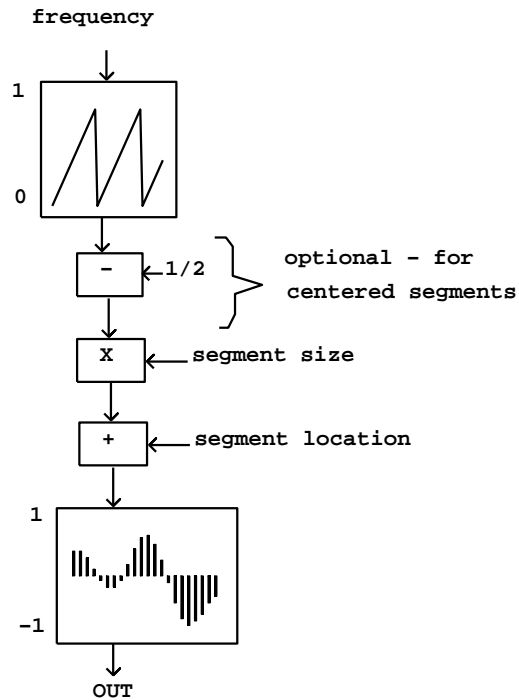 frequency
1
0
−
1/2
optional – for
centered segments
X
segment size
+
segment location
1
−1
OUT